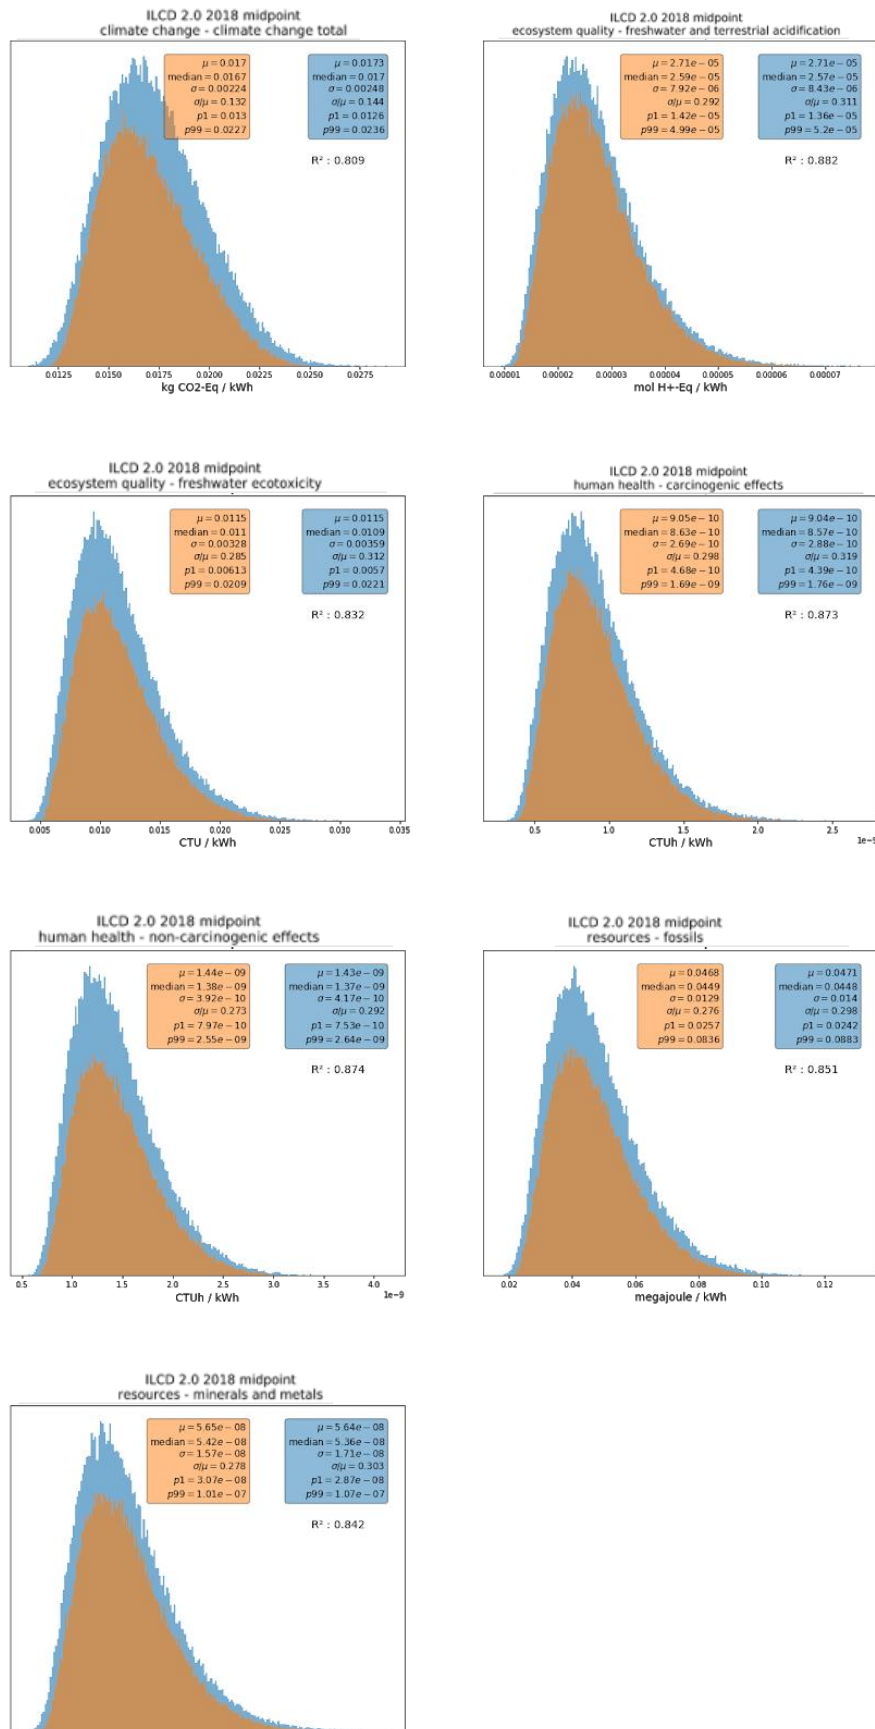 ILCD 2.0 2018 midpoint
climate change - climate change total
μ = 0.017
median = 0.0167
σ = 0.00224
σ/μ = 0.132
p1 = 0.013
p99 = 0.0227
μ = 0.0173
median = 0.017
σ = 0.00248
σ/μ = 0.144
p1 = 0.0126
p99 = 0.0236
R² : 0.809
0.0125 0.0150 0.0175 0.0200 0.0225 0.0250 0.0275
kg CO2-Eq / kWh
ILCD 2.0 2018 midpoint
ecosystem quality - freshwater and terrestrial acidification
μ = 2.71e − 05
median = 2.59e − 05
σ = 7.92e − 06
σ/μ = 0.292
p1 = 1.42e − 05
p99 = 4.99e − 05
μ = 2.71e − 05
median = 2.57e − 05
σ = 8.43e − 06
σ/μ = 0.311
p1 = 1.36e − 05
p99 = 5.2e − 05
R² : 0.882
0.00001 0.00002 0.00003 0.00004 0.00005 0.00006 0.00007
mol H+-Eq / kWh
ILCD 2.0 2018 midpoint
ecosystem quality - freshwater ecotoxicity
μ = 0.0115
median = 0.011
σ = 0.00328
σ/μ = 0.285
p1 = 0.00613
p99 = 0.0209
μ = 0.0115
median = 0.0109
σ = 0.00359
σ/μ = 0.312
p1 = 0.0057
p99 = 0.0221
R² : 0.832
0.005 0.010 0.015 0.020 0.025 0.030 0.035
CTU / kWh
ILCD 2.0 2018 midpoint
human health - carcinogenic effects
μ = 9.05e − 10
median = 8.63e − 10
σ = 2.69e − 10
σ/μ = 0.298
p1 = 4.68e − 10
p99 = 1.69e − 09
μ = 9.04e − 10
median = 8.57e − 10
σ = 2.88e − 10
σ/μ = 0.319
p1 = 4.39e − 10
p99 = 1.76e − 09
R² : 0.873
0.5 1.0 1.5 2.0 2.5
CTUh / kWh
ILCD 2.0 2018 midpoint
human health - non-carcinogenic effects
μ = 1.44e − 09
median = 1.38e − 09
σ = 3.92e − 10
σ/μ = 0.273
p1 = 7.97e − 10
p99 = 2.55e − 09
μ = 1.43e − 09
median = 1.37e − 09
σ = 4.17e − 10
σ/μ = 0.292
p1 = 7.53e − 10
p99 = 2.64e − 09
R² : 0.874
0.5 1.0 1.5 2.0 2.5 3.0 3.5 4.0
1e−9
CTUh / kWh
ILCD 2.0 2018 midpoint
resources - fossils
μ = 0.0468
median = 0.0449
σ = 0.0129
σ/μ = 0.276
p1 = 0.0257
p99 = 0.0836
μ = 0.0471
median = 0.0448
σ = 0.014
σ/μ = 0.298
p1 = 0.0242
p99 = 0.0883
R² : 0.851
0.02 0.04 0.06 0.08 0.10 0.12
megajoule / kWh
ILCD 2.0 2018 midpoint
resources - minerals and metals
μ = 5.65e − 08
median = 5.42e − 08
σ = 1.57e − 08
σ/μ = 0.278
p1 = 3.07e − 08
p99 = 1.01e − 07
μ = 5.64e − 08
median = 5.36e − 08
σ = 1.71e − 08
σ/μ = 0.303
p1 = 2.87e − 08
p99 = 1.07e − 07
R² : 0.842